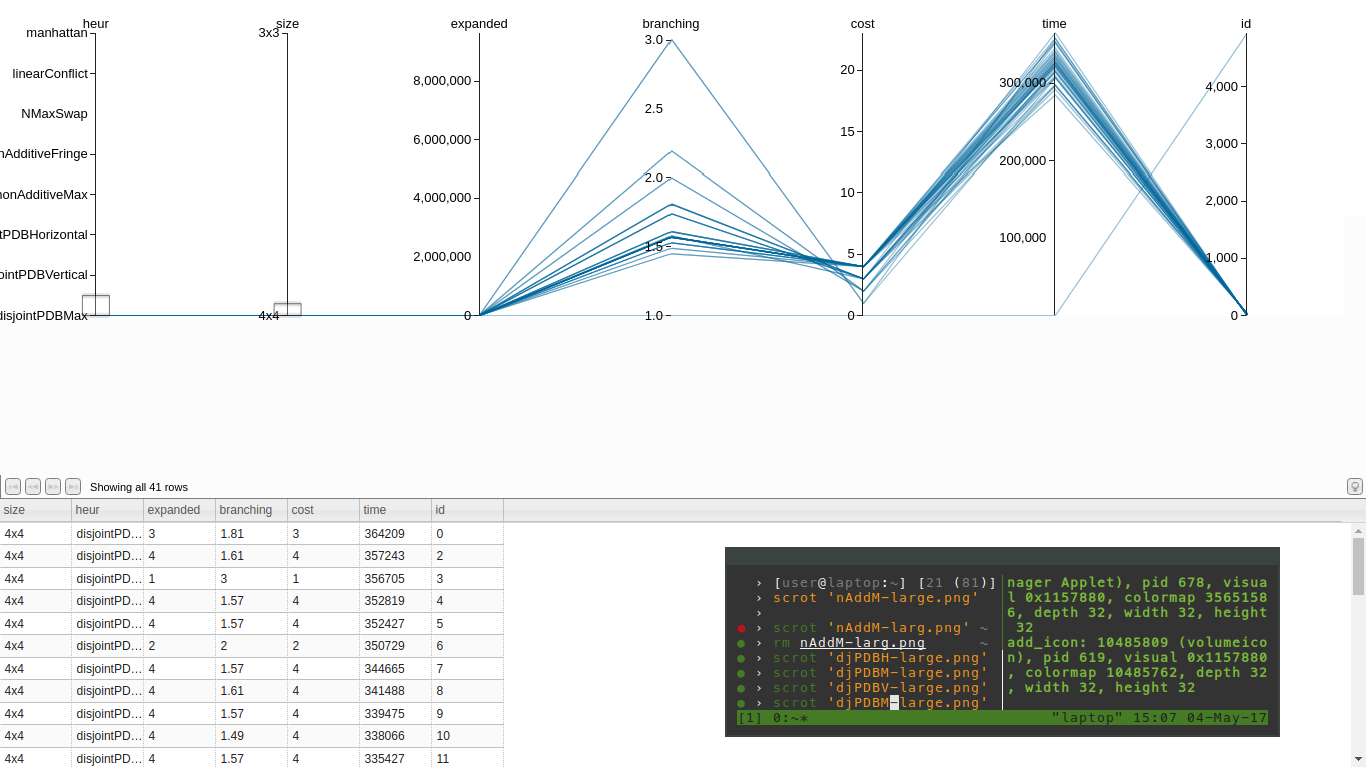 heur size expanded branching cost time id
manhattan
linearConflict
NMaxSwap
nAdditiveFringe
nonAdditiveMax
tPDBHorizontal
jointPDBVertical
disjointPDBMax
3x3
4x4
8,000,000
6,000,000
4,000,000
2,000,000
0
3.0
2.5
2.0
1.5
1.0
20
15
10
5
0
300,000
200,000
100,000
4,000
3,000
2,000
1,000
0
Showing all 41 rows
size heur expanded branching cost time id
4x4 disjointPD... 3 1.81 3 364209 0
4x4 disjointPD... 4 1.61 4 357243 2
4x4 disjointPD... 1 3 1 356705 3
4x4 disjointPD... 4 1.57 4 352819 4
4x4 disjointPD... 4 1.57 4 352427 5
4x4 disjointPD... 2 2 2 350729 6
4x4 disjointPD... 4 1.57 4 344665 7
4x4 disjointPD... 4 1.61 4 341488 8
4x4 disjointPD... 4 1.57 4 339475 9
4x4 disjointPD... 4 1.49 4 338066 10
4x4 disjointPD... 4 1.57 4 335427 11
› [user@laptop:~] [21 (81)]
› scrot 'nAddM-large.png'
›
● › scrot 'nAddM-larg.png' ~
● › rm nAddM-larg.png ~
● › scrot 'djPDBH-large.png'
● › scrot 'djPDBM-large.png'
● › scrot 'djPDBV-large.png'
● › scrot 'djPDBM-large.png'
nager Applet), pid 678, visua
l 0x1157880, colormap 3565158
6, depth 32, width 32, height
32
add_icon: 10485809 (volumeico
n), pid 619, visual 0x1157880
, colormap 10485762, depth 32
, width 32, height 32
[1] 0:~* "laptop" 15:07 04-May-17